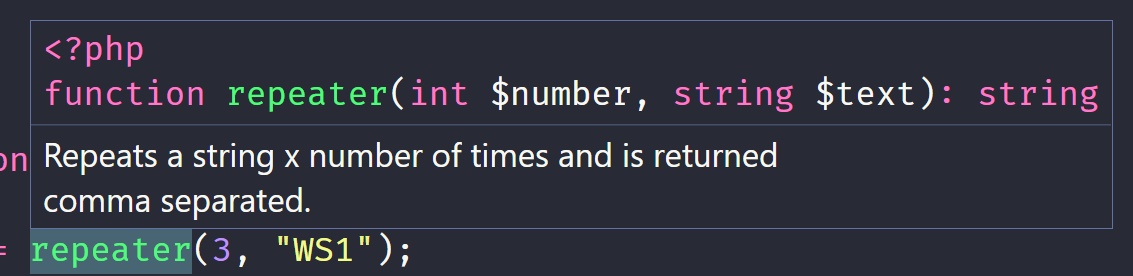 <?php
function repeater(int $number, string $text): string
on
Repeats a string x number of times and is returned
comma separated.
= repeater(3, "WS1");